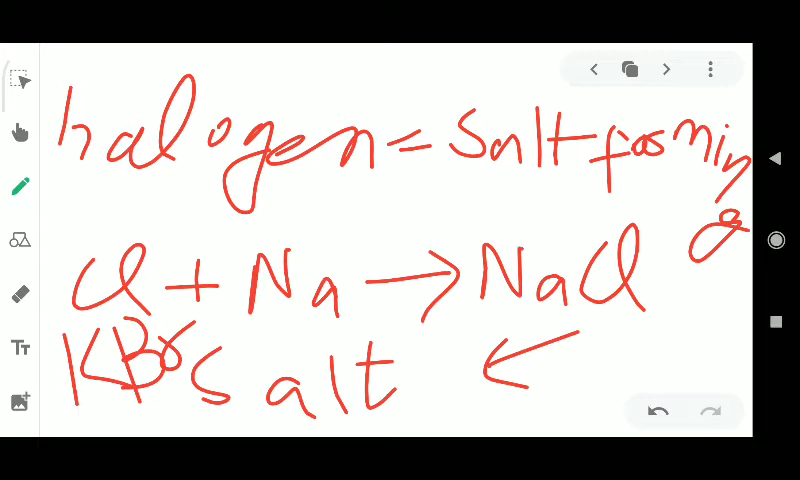 halogen = salt forming
Cl + Na → NaCl
KBr Salt ←